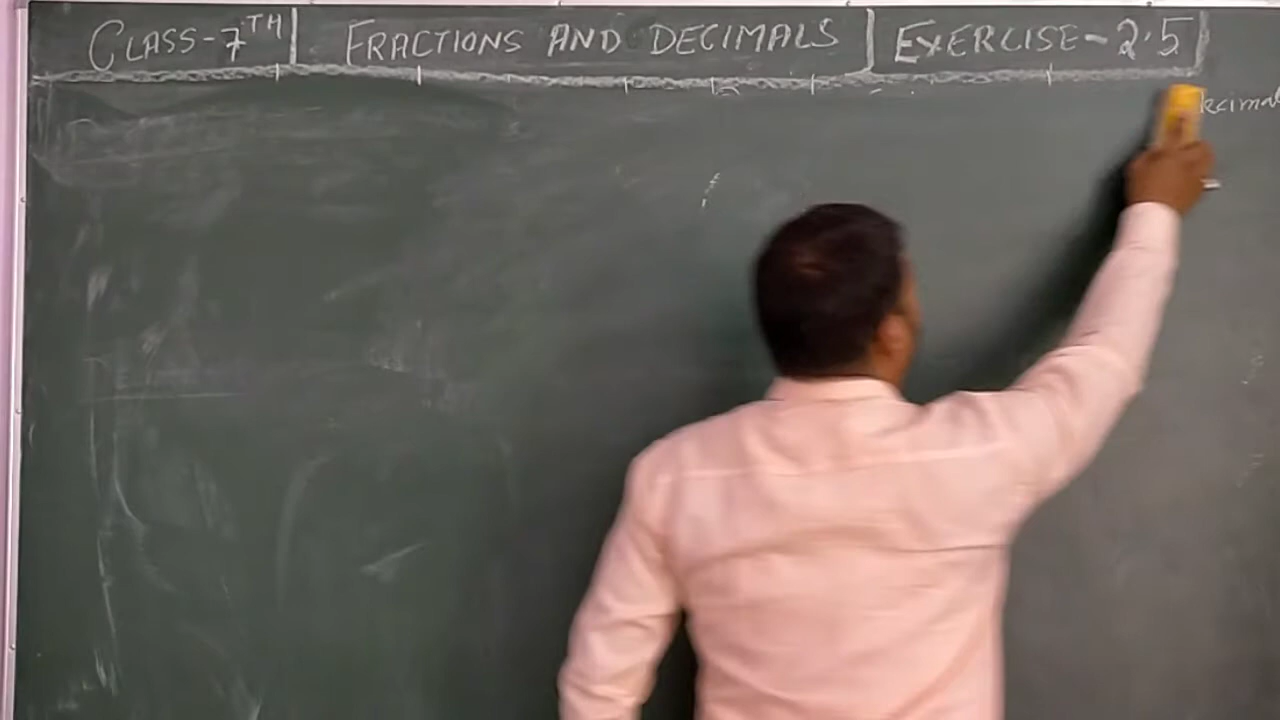 CLASS-7TH | FRACTIONS AND DECIMALS | EXERCISE-2.5